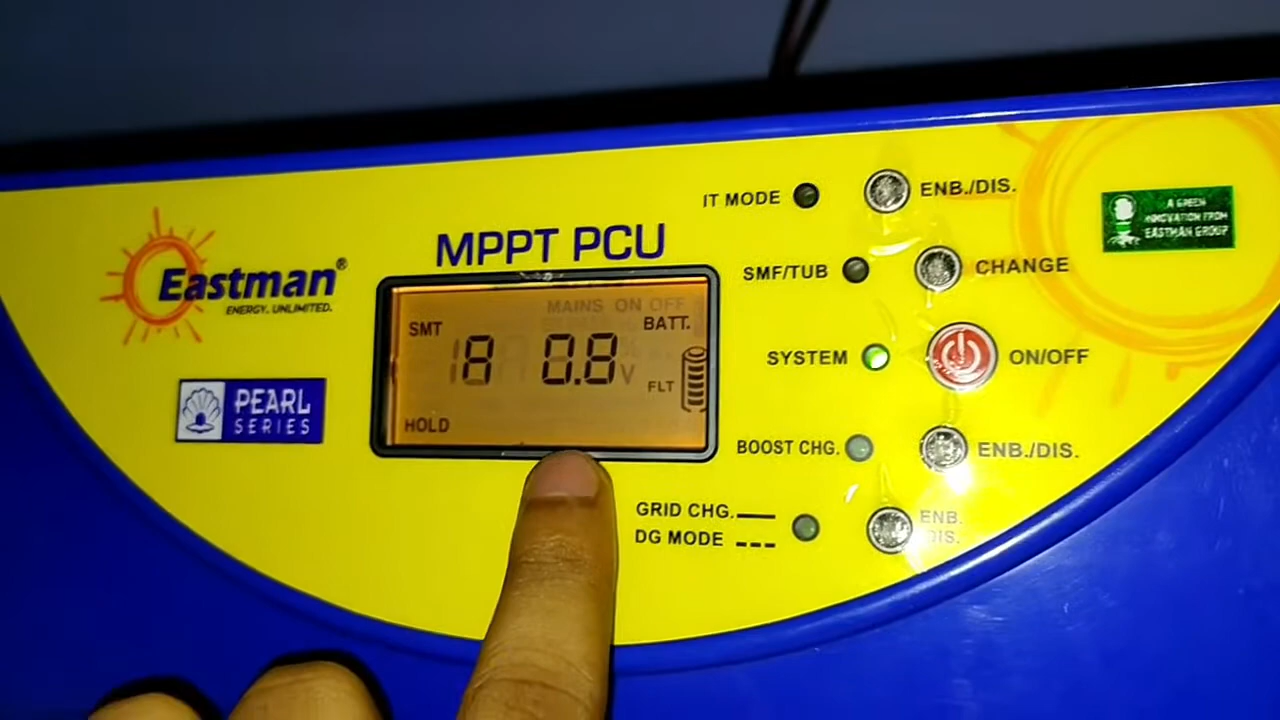 IT MODE
ENB./DIS.
A GREEN
INNOVATION FROM
EASTMAN GROUP
MPPT PCU
SMF/TUB
CHANGE
Eastman®
ENERGY. UNLIMITED.
MAINS ON OFF
SMT
BATT.
8 0.8 V
FLT
HOLD
SYSTEM
ON/OFF
PEARL
SERIES
BOOST CHG.
ENB./DIS.
GRID CHG.
DG MODE
ENB.
DIS.